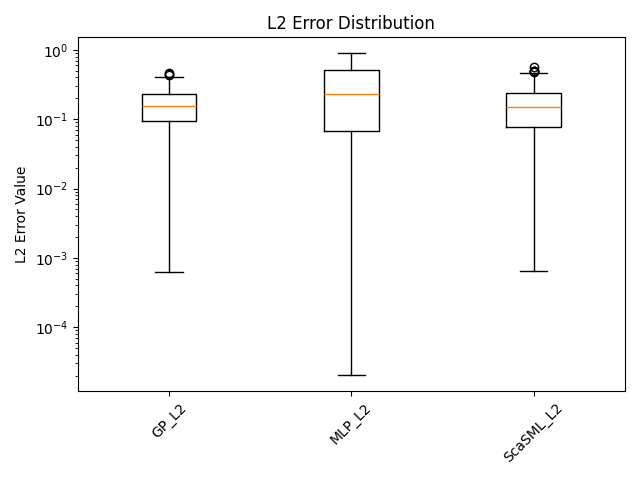 L2 Error Distribution
L2 Error Value
10⁰
10⁻¹
10⁻²
10⁻³
10⁻⁴
GP_L2
MLP_L2
ScaSML_L2